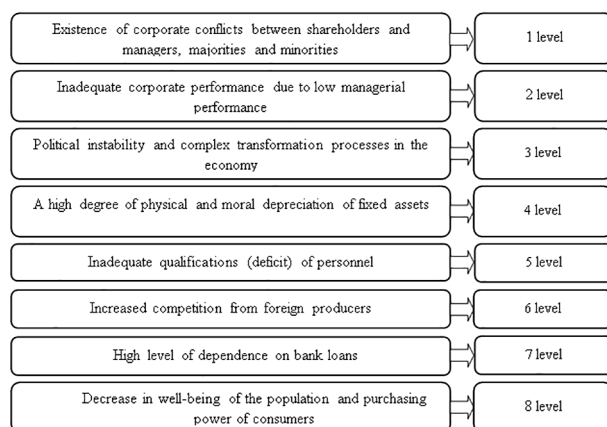 Existence of corporate conflicts between shareholders and
managers, majorities and minorities
1 level
Inadequate corporate performance due to low managerial
performance
2 level
Political instability and complex transformation processes in the
economy
3 level
A high degree of physical and moral depreciation of fixed assets
4 level
Inadequate qualifications (deficit) of personnel
5 level
Increased competition from foreign producers
6 level
High level of dependence on bank loans
7 level
Decrease in well-being of the population and purchasing
power of consumers
8 level